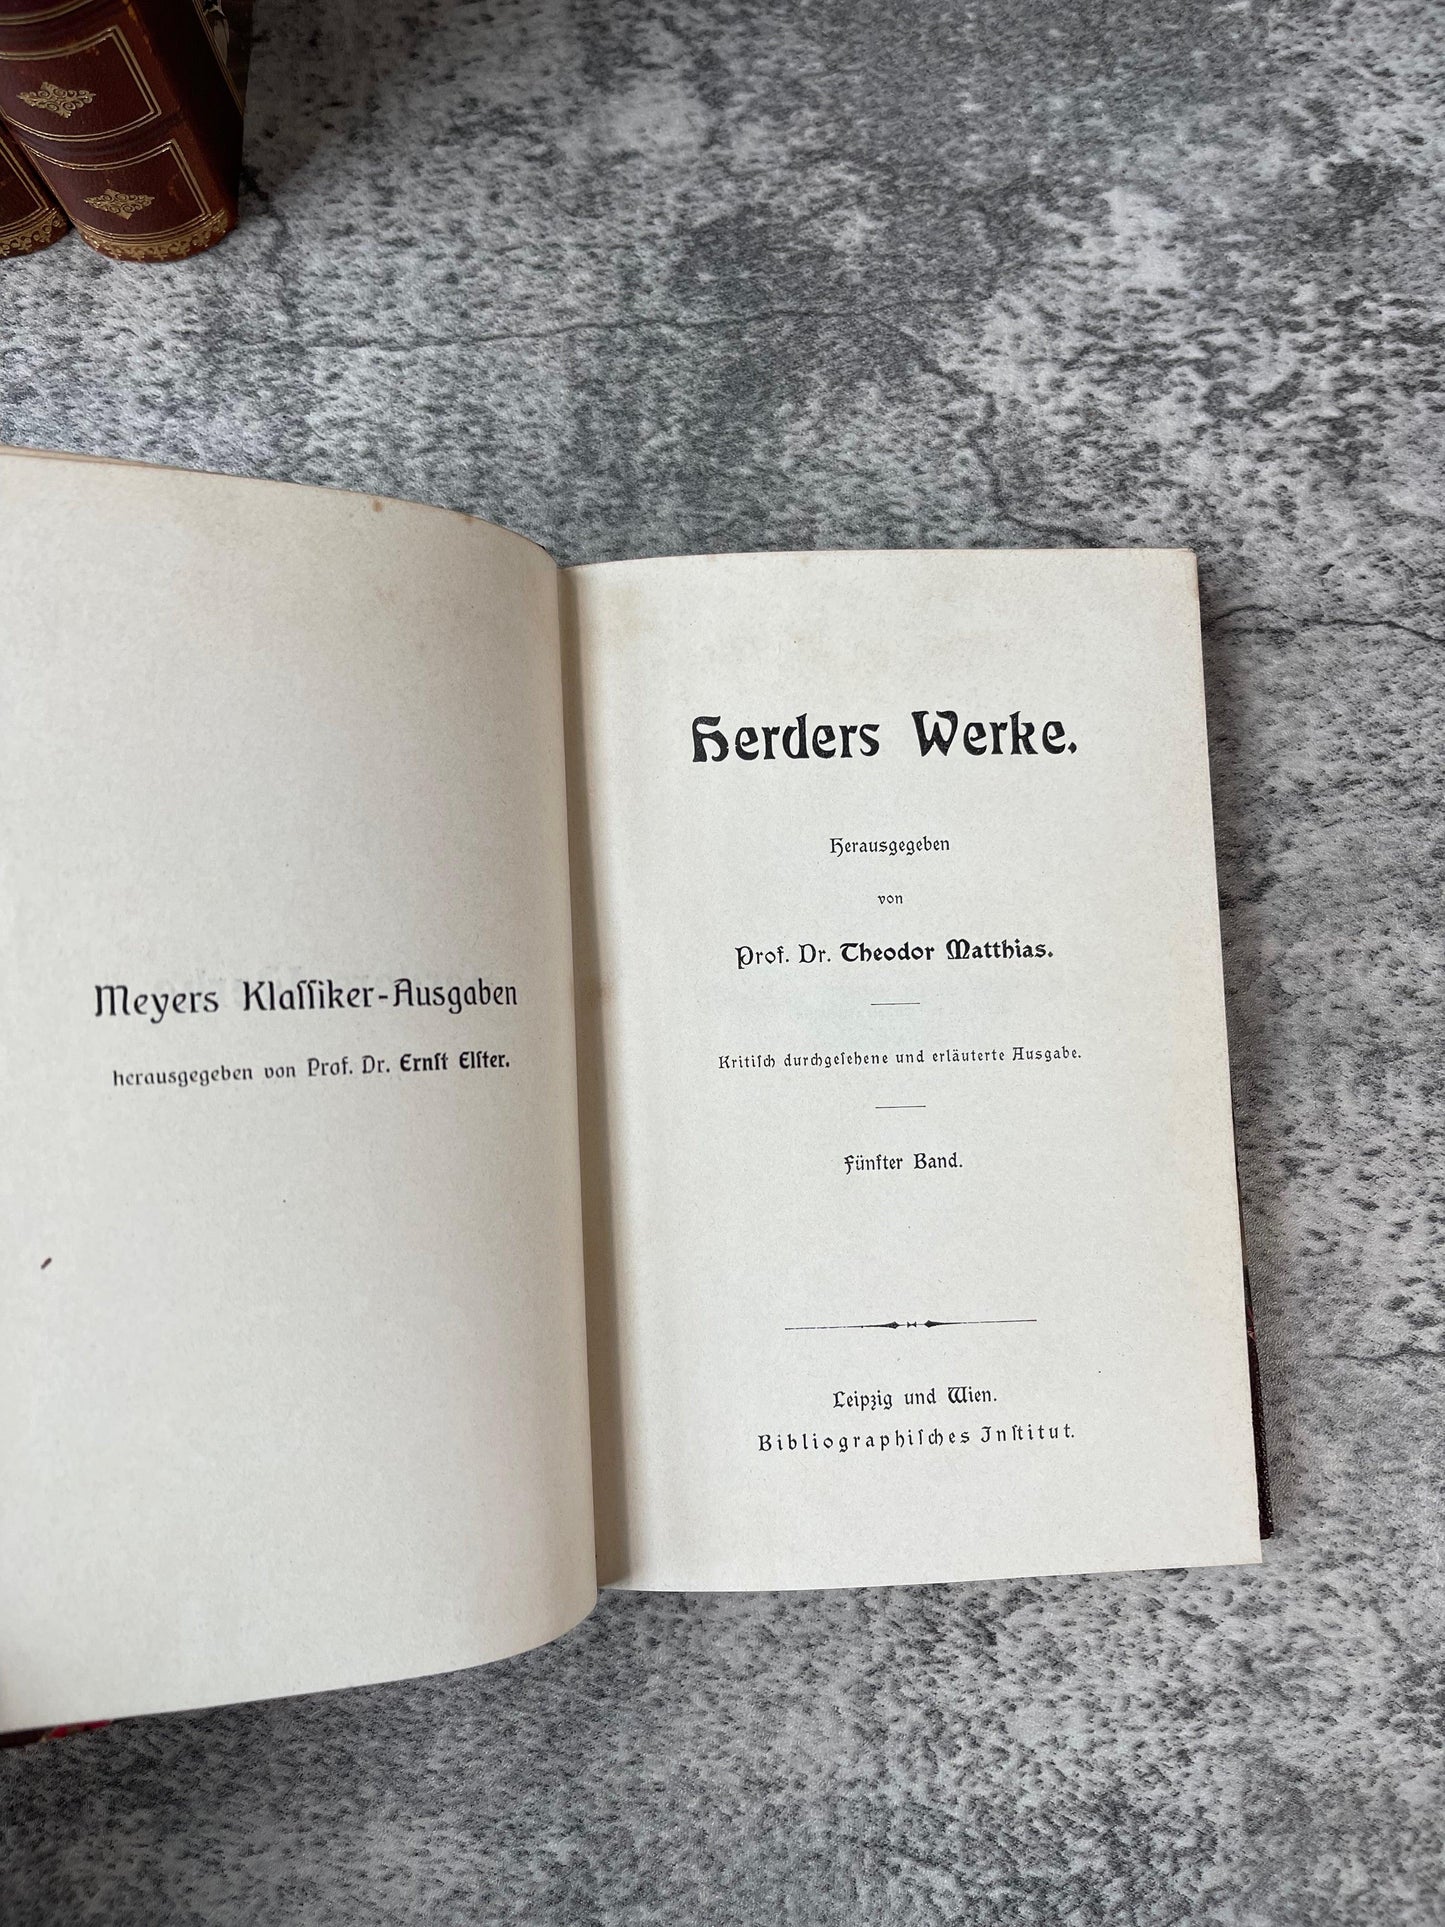 Meyers Klaſſiker-Ausgaben
herausgegeben von Prof. Dr. Ernſt Elſter.
Herders Werke.
Herausgegeben
von
Prof. Dr. Theodor Matthias.
Kritiſch durchgeſehene und erläuterte Ausgabe.
Fünfter Band.
Leipzig und Wien.
Bibliographiſches Inſtitut.